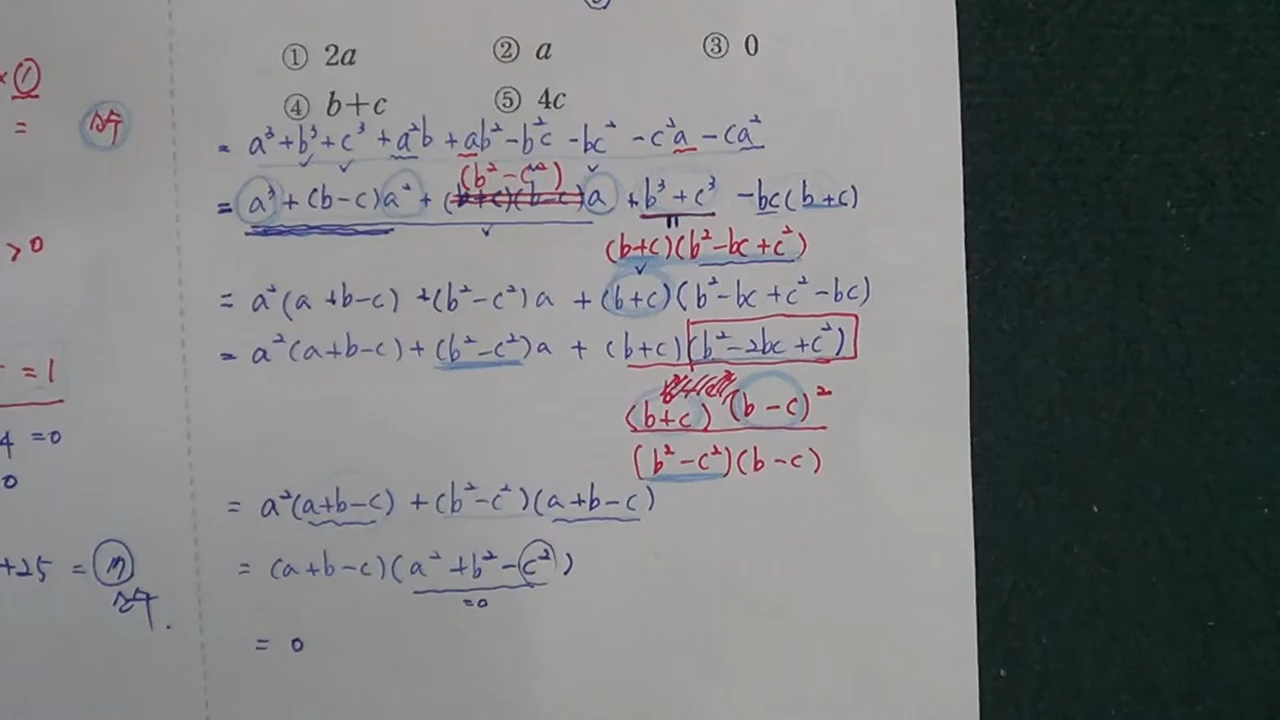 ① 2a ② a ③ 0
④ b+c ⑤ 4c
= a³+b³+c³+a²b+ab²-b²c-bc²-c²a-ca²
(b²-c²)
= a³+(b-c)a²+(b+c)(b-c)a+b³+c³-bc(b+c)
(b+c)(b²-bc+c²)
= a²(a+b-c)+(b²-c²)a+(b+c)(b²-bc+c²-bc)
= a²(a+b-c)+(b²-c²)a+(b+c)(b²-2bc+c²)
(b+c)(b-c)²
(b²-c²)(b-c)
= a²(a+b-c)+(b²-c²)(a+b-c)
= (a+b-c)(a²+b²-c²)
=0
= 0
×①
=
>0
=1
4=0
0
+25=